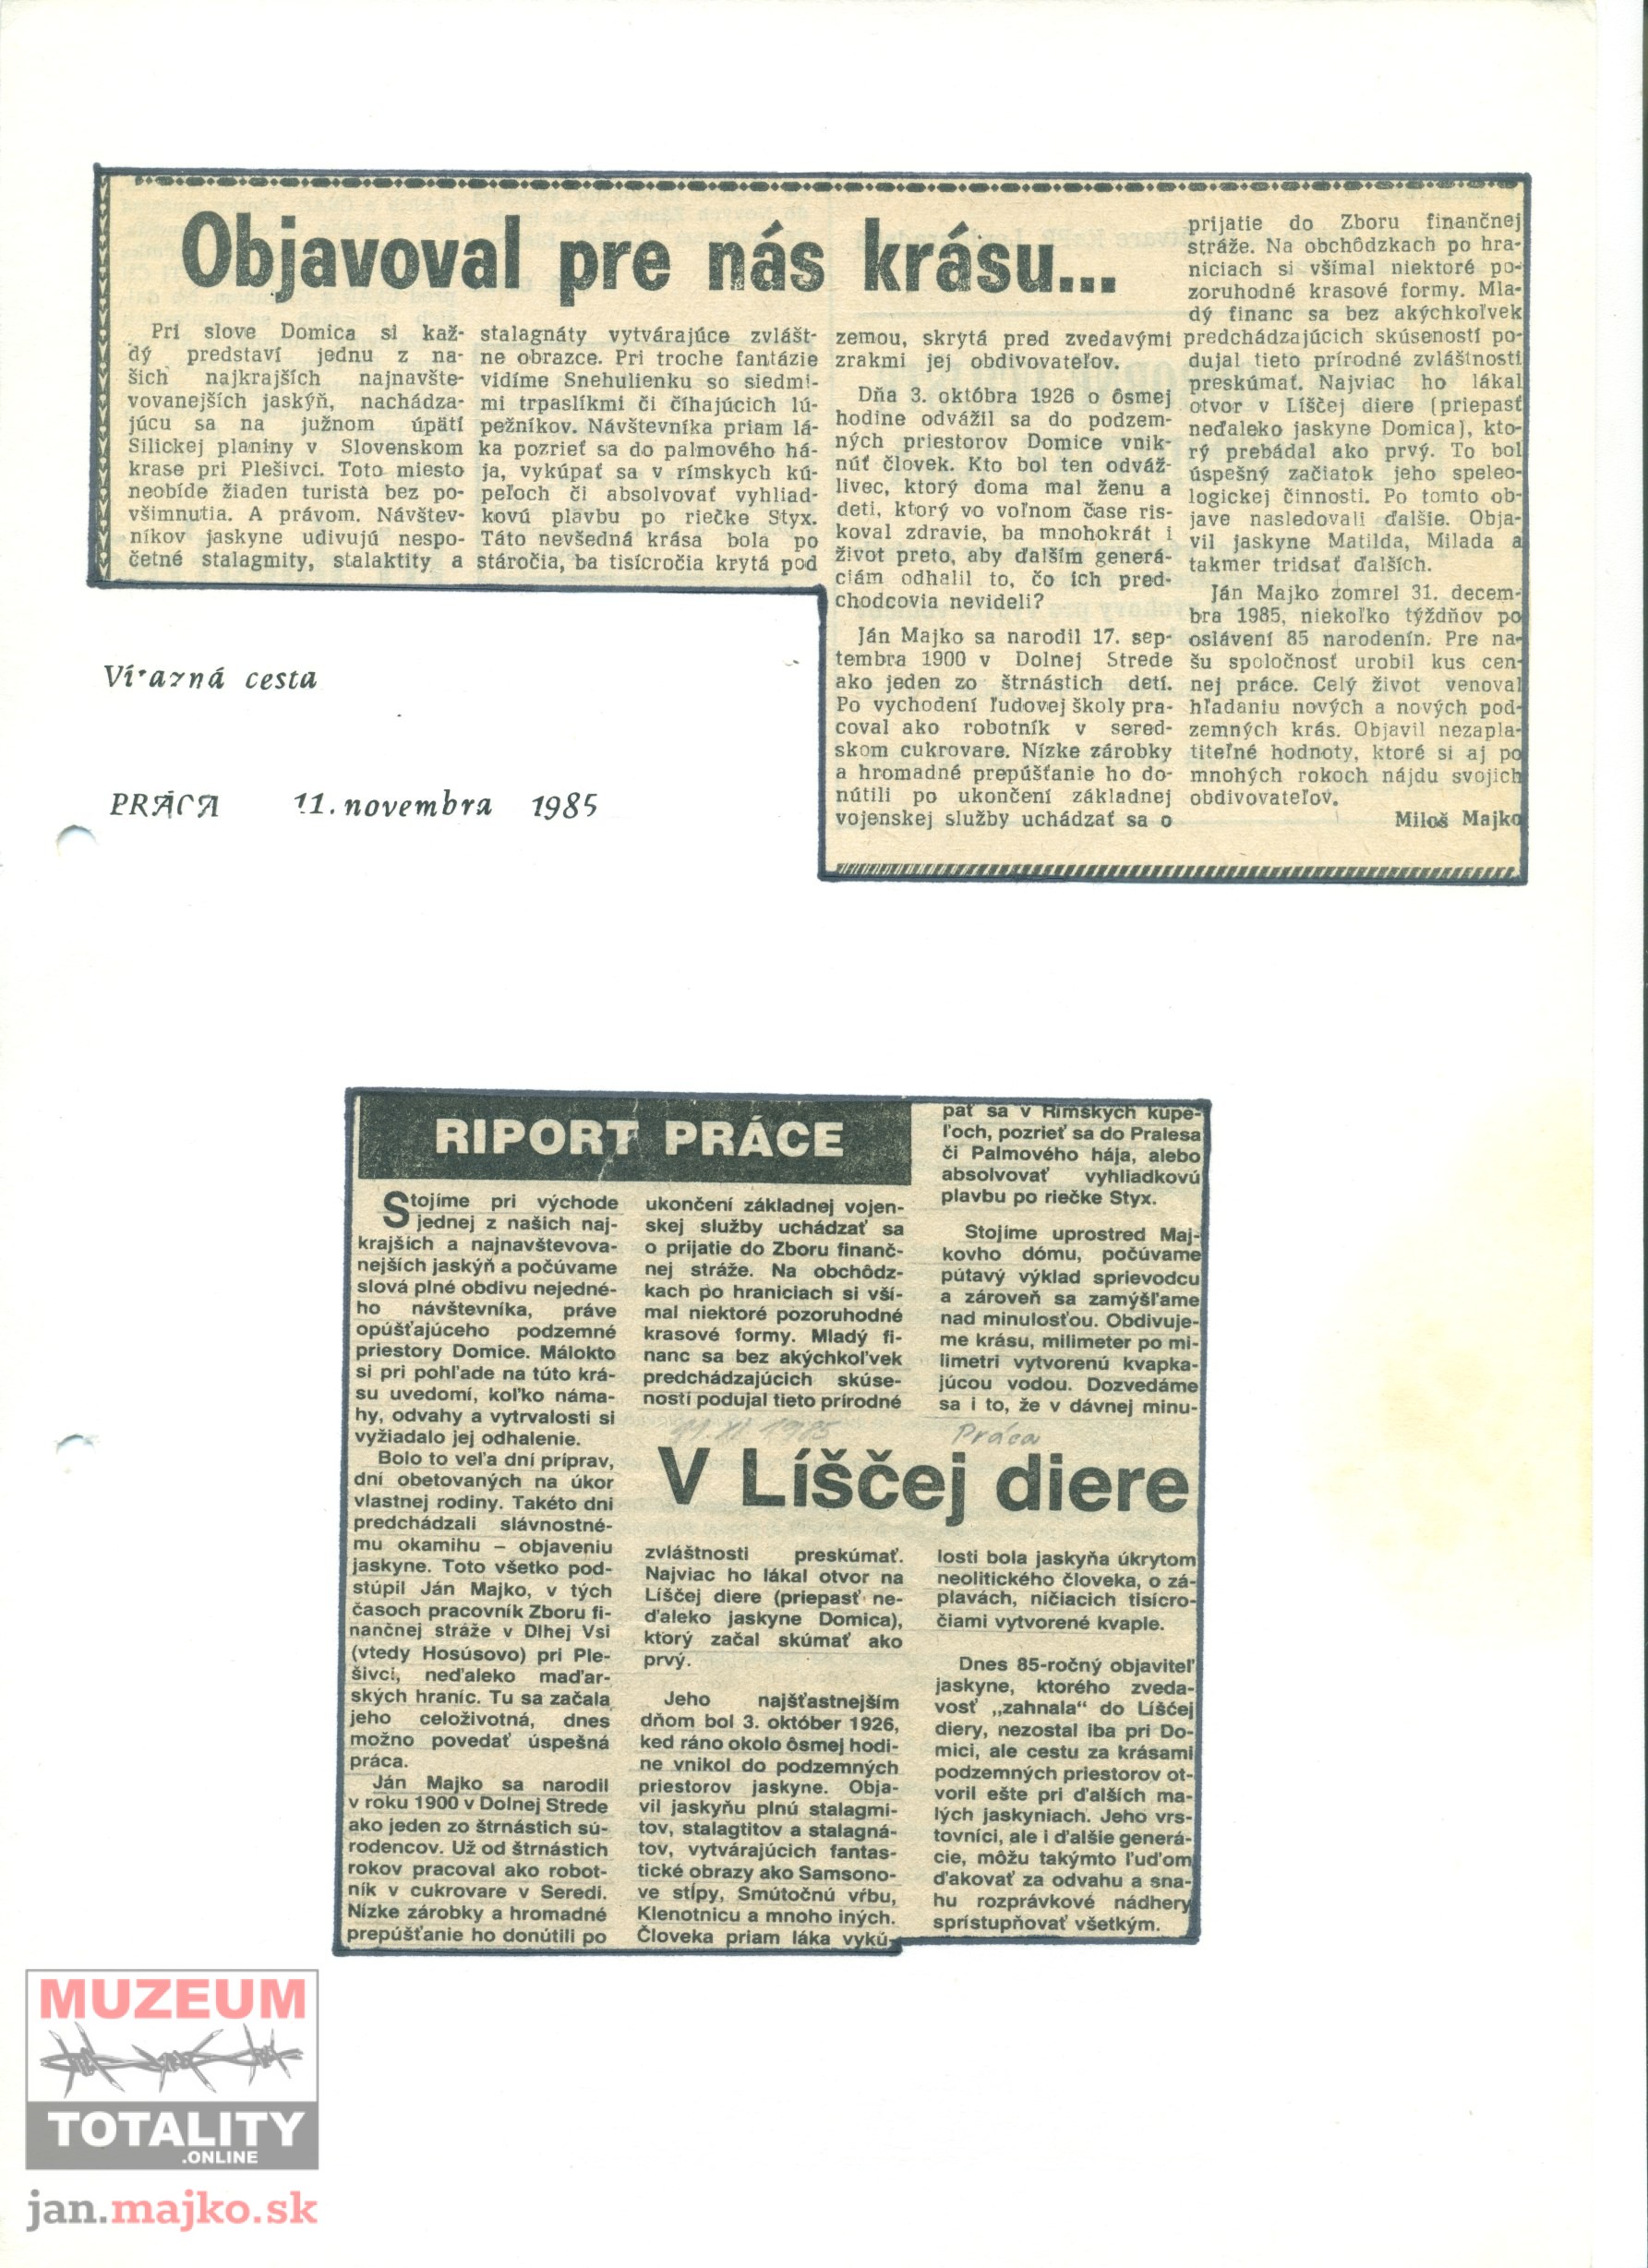 Objavoval pre nás krásu...
Pri slove Domica si kaž-
dý predstaví jednu z na-
šich najkrajších najnavšte-
vovanejších jaskýň, nachádza-
júcu sa na južnom úpätí
Silickej planiny v Slovenskom
krase pri Plešivci. Toto miesto
neobíde žiaden turista bez po-
všimnutia. A právom. Návštev-
níkov jaskyne udivujú nespo-
četné stalagmity, stalaktity a
stalagnáty vytvárajúce zvlášt-
ne obrazce. Pri troche fantázie
vidíme Snehulienku so siedmi-
mi trpaslíkmi či číhajúcich lú-
pežníkov. Návštevníka priam lá-
ka pozrieť sa do palmového há-
ja, vykúpať sa v rímskych kú-
peľoch či absolvovať vyhliad-
kovú plavbu po riečke Styx.
Táto nevšedná krása bola po
stáročia, ba tisícročia krytá pod
zemou, skrytá pred zvedavými
zrakmi jej obdivovateľov.
Dňa 3. októbra 1926 o ôsmej
hodine odvážil sa do podzem-
ných priestorov Domice vnik-
núť človek. Kto bol ten odváž-
livec, ktorý doma mal ženu a
deti, ktorý vo voľnom čase ris-
koval zdravie, ba mnohokrát i
život preto, aby ďalším generá-
ciám odhalil to, čo ich pred-
chodcovia nevideli?
Ján Majko sa narodil 17. sep-
tembra 1900 v Dolnej Strede
ako jeden zo štrnástich detí.
Po vychodení ľudovej školy pra-
coval ako robotník v sered-
skom cukrovare. Nízke zárobky
a hromadné prepúšťanie ho do-
nútili po ukončení základnej
vojenskej služby uchádzať sa o
prijatie do Zboru finančnej
stráže. Na obchôdzkach po hra-
niciach si všímal niektoré po-
zoruhodné krasové formy. Mla-
dý financ sa bez akýchkoľvek
predchádzajúcich skúseností po-
dujal tieto prírodné zvláštnosti
preskúmať. Najviac ho lákal
otvor v Líščej diere (priepasť
neďaleko jaskyne Domica), kto-
rý prebádal ako prvý. To bol
úspešný začiatok jeho speleo-
logickej činnosti. Po tomto ob-
jave nasledovali ďalšie. Obja-
vil jaskyne Matilda, Milada a
takmer tridsať ďalších.
Ján Majko zomrel 31. decem-
bra 1985, niekoľko týždňov po
oslávení 85 narodenín. Pre na-
šu spoločnosť urobil kus cen-
nej práce. Celý život venoval
hľadaniu nových a nových pod-
zemných krás. Objavil nezapla-
titeľné hodnoty, ktoré si aj po
mnohých rokoch nájdu svojich
obdivovateľov.
Miloš Majko
Víťazná cesta
PRÁCA 11. novembra 1985
RIPORT PRÁCE
Stojíme pri východe
jednej z našich naj-
krajších a najnavštevova-
nejších jaskýň a počúvame
slová plné obdivu nejedné-
ho návštevníka, práve
opúšťajúceho podzemné
priestory Domice. Málokto
si pri pohľade na túto krá-
su uvedomí, koľko náma-
hy, odvahy a vytrvalosti si
vyžiadalo jej odhalenie.
Bolo to veľa dní príprav,
dní obetovaných na úkor
vlastnej rodiny. Takéto dni
predchádzali slávnostné-
mu okamihu – objaveniu
jaskyne. Toto všetko pod-
stúpil Ján Majko, v tých
časoch pracovník Zboru fi-
nančnej stráže v Dlhej Vsi
(vtedy Hosúsovo) pri Ple-
šivci, neďaleko maďar-
ských hraníc. Tu sa začala
jeho celoživotná, dnes
možno povedať úspešná
práca.
Ján Majko sa narodil
v roku 1900 v Dolnej Strede
ako jeden zo štrnástich sú-
rodencov. Už od štrnástich
rokov pracoval ako robot-
ník v cukrovare v Seredi.
Nízke zárobky a hromadné
prepúšťanie ho donútili po
ukončení základnej vojen-
skej služby uchádzať sa
o prijatie do Zboru finanč-
nej stráže. Na obchôdz-
kach po hraniciach si vší-
mal niektoré pozoruhodné
krasové formy. Mladý fi-
nanc sa bez akýchkoľvek
predchádzajúcich skúse-
ností podujal tieto prírodné
11. XI 1985 Práca
V Líščej diere
zvláštnosti preskúmať.
Najviac ho lákal otvor na
Líščej diere (priepasť ne-
ďaleko jaskyne Domica),
ktorý začal skúmať ako
prvý.
Jeho najšťastnejším
dňom bol 3. október 1926,
ked ráno okolo ôsmej hodi-
ne vnikol do podzemných
priestorov jaskyne. Obja-
vil jaskyňu plnú stalagmi-
tov, stalagtitov a stalagná-
tov, vytvárajúcich fantas-
tické obrazy ako Samsono-
ve stĺpy, Smútočnú vŕbu,
Klenotnicu a mnoho iných.
Človeka priam láka vykú-
pať sa v Rímskych kúpe-
ľoch, pozrieť sa do Pralesa
či Palmového hája, alebo
absolvovať vyhliadkovú
plavbu po riečke Styx.
Stojíme uprostred Maj-
kovho dómu, počúvame
pútavý výklad sprievodcu
a zároveň sa zamýšľame
nad minulosťou. Obdivuje-
me krásu, milimeter po mi-
limetri vytvorenú kvapka-
júcou vodou. Dozvedáme
sa i to, že v dávnej minu-
losti bola jaskyňa úkrytom
neolitického človeka, o zá-
plavách, ničiacich tisícro-
čiami vytvorené kvaple.
Dnes 85-ročný objaviteľ
jaskyne, ktorého zveda-
vosť „zahnala“ do Líščej
diery, nezostal iba pri Do-
mici, ale cestu za krásami
podzemných priestorov ot-
voril ešte pri ďalších ma-
lých jaskyniach. Jeho vrs-
tovníci, ale i ďalšie generá-
cie, môžu takýmto ľuďom
ďakovať za odvahu a sna-
hu rozprávkové nádhery
sprístupňovať všetkým.
MUZEUM
TOTALITY
.ONLINE
jan.majko.sk